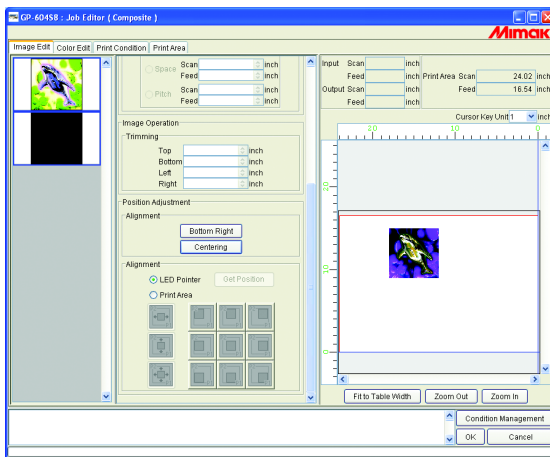 GP-604S8 : Job Editor ( Composite )
Mimaki
Image Edit Color Edit Print Condition Print Area
Space Scan inch
Feed inch
Pitch Scan inch
Feed inch
Image Operation
Trimming
Top inch
Bottom inch
Left inch
Right inch
Position Adjustment
Alignment
Bottom Right
Centering
Alignment
LED Pointer Get Position
Print Area
Input Scan inch
Feed inch Print Area Scan 24.02 inch
Output Scan inch Feed 16.54 inch
Feed inch
Cursor Key Unit 1 inch
20 10 0
20
10
0
Fit to Table Width Zoom Out Zoom In
Condition Management
OK Cancel